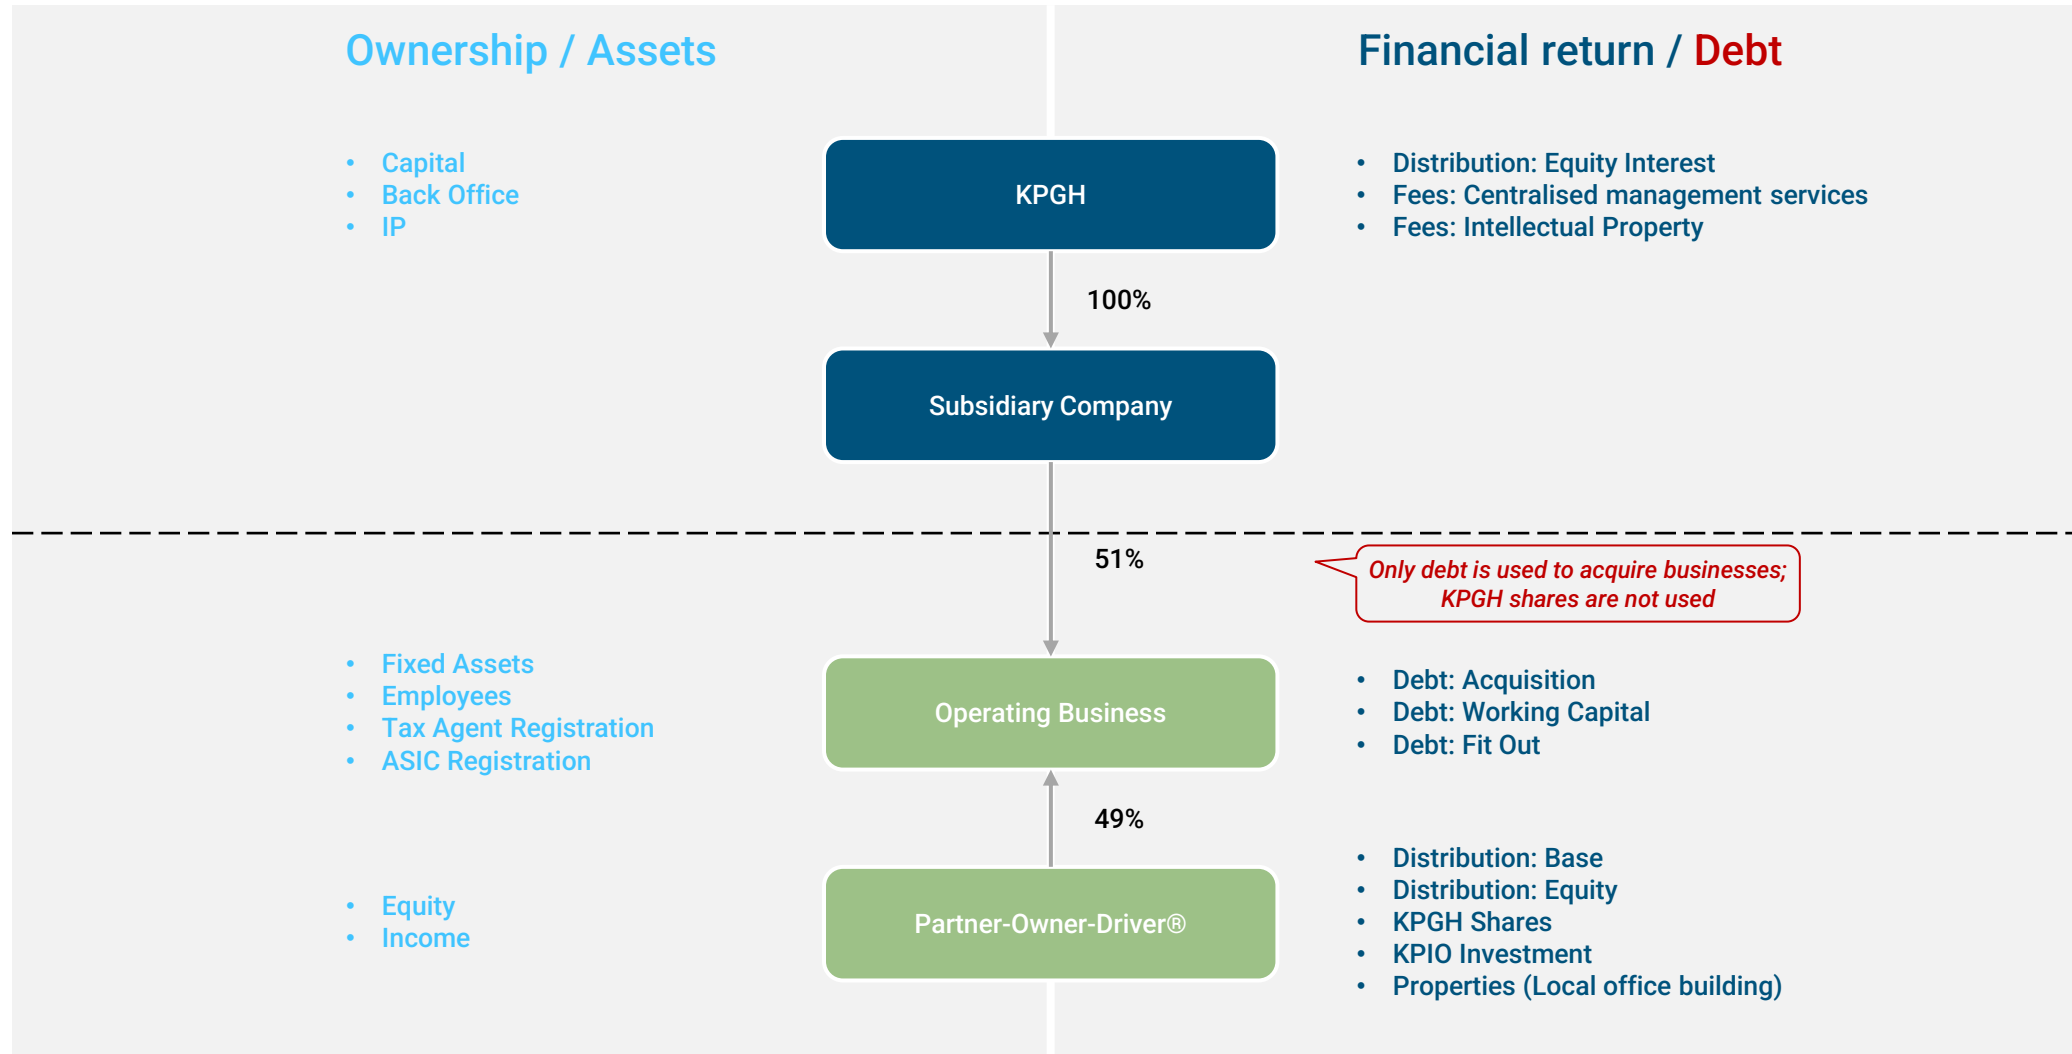 Ownership / Assets
Financial return / Debt
• Capital
• Back Office
• IP
KPGH
• Distribution: Equity Interest
• Fees: Centralised management services
• Fees: Intellectual Property
100%
Subsidiary Company
51%
Only debt is used to acquire businesses;
KPGH shares are not used
• Fixed Assets
• Employees
• Tax Agent Registration
• ASIC Registration
Operating Business
• Debt: Acquisition
• Debt: Working Capital
• Debt: Fit Out
49%
• Equity
• Income
Partner-Owner-Driver®
• Distribution: Base
• Distribution: Equity
• KPGH Shares
• KPIO Investment
• Properties (Local office building)